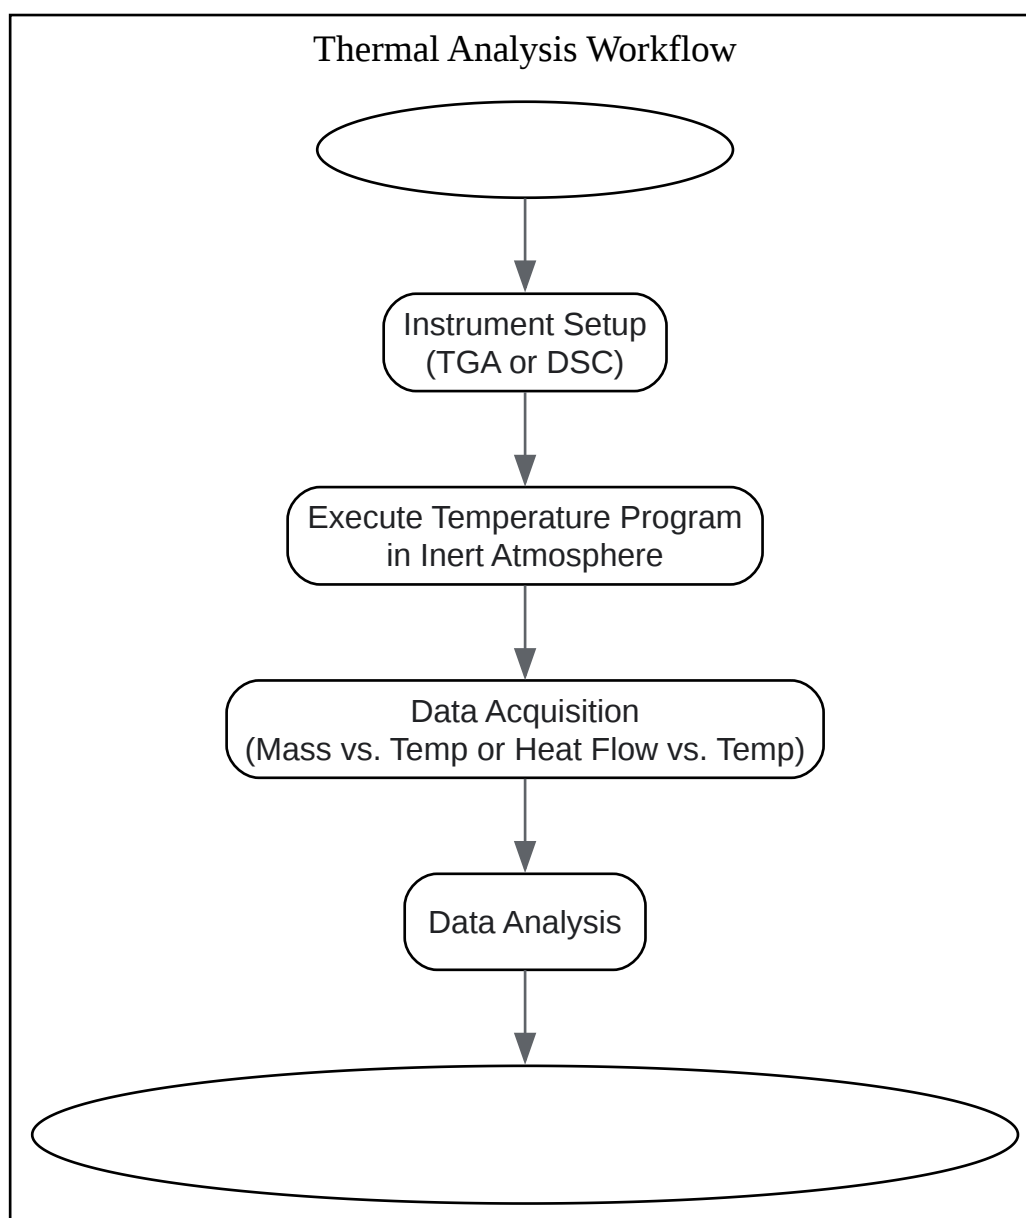 Thermal Analysis Workflow
Instrument Setup
(TGA or DSC)
Execute Temperature Program
in Inert Atmosphere
Data Acquisition
(Mass vs. Temp or Heat Flow vs. Temp)
Data Analysis